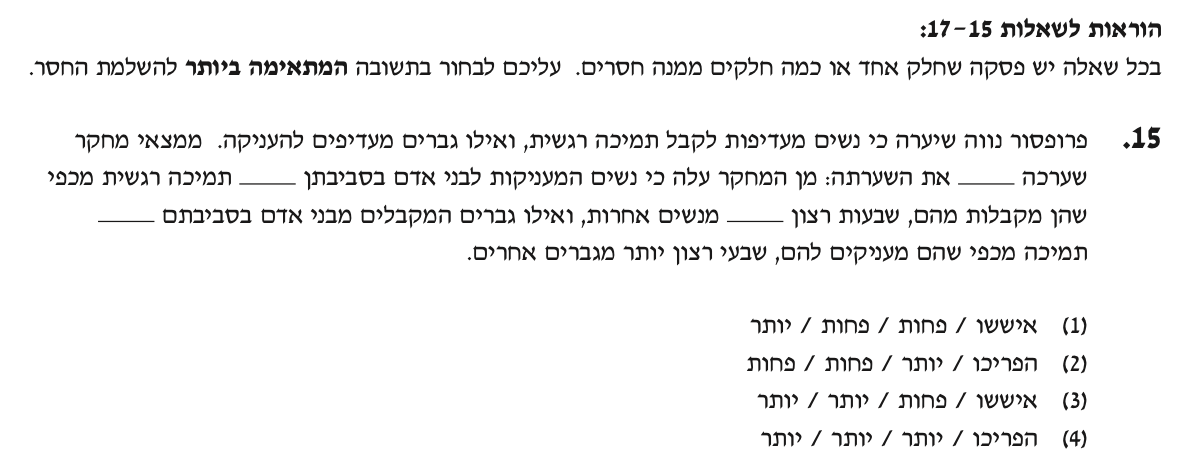 הוראות לשאלות 15–17:
בכל שאלה יש פסקה שחלק אחד או כמה חלקים ממנה חסרים. עליכם לבחור בתשובה המתאימה ביותר להשלמת החסר.
15. פרופסור נווה שיערה כי נשים מעדיפות לקבל תמיכה רגשית, ואילו גברים מעדיפים להעניקה. ממצאי מחקר
שערכה _____ את השערתה: מן המחקר עלה כי נשים המעניקות לבני אדם בסביבתן _____ תמיכה רגשית מכפי
שהן מקבלות מהם, שבעות רצון _____ מנשים אחרות, ואילו גברים המקבלים מבני אדם בסביבתם _____
תמיכה מכפי שהם מעניקים להם, שבעי רצון יותר מגברים אחרים.
(1) איששו / פחות / פחות / יותר
(2) הפריכו / יותר / פחות / פחות
(3) איששו / פחות / יותר / יותר
(4) הפריכו / יותר / יותר / יותר